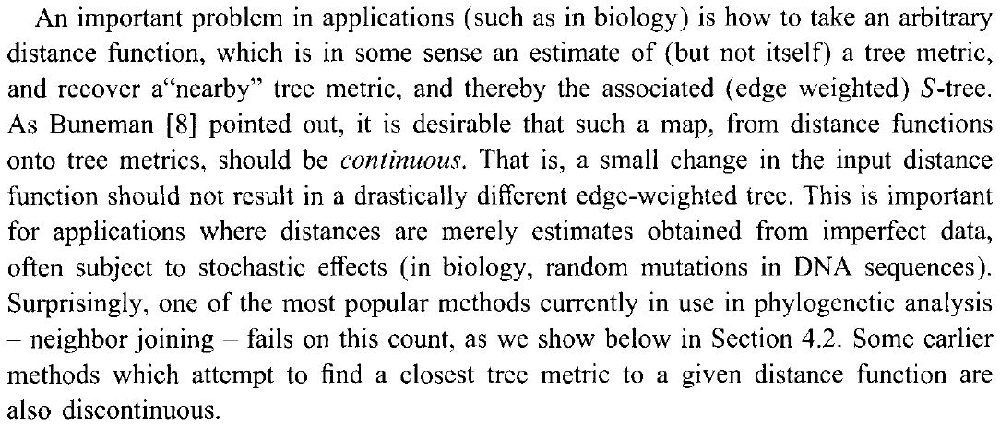 An important problem in applications (such as in biology) is how to take an arbitrary
distance function, which is in some sense an estimate of (but not itself) a tree metric,
and recover a“nearby” tree metric, and thereby the associated (edge weighted) S-tree.
As Buneman [8] pointed out, it is desirable that such a map, from distance functions
onto tree metrics, should be continuous. That is, a small change in the input distance
function should not result in a drastically different edge-weighted tree. This is important
for applications where distances are merely estimates obtained from imperfect data,
often subject to stochastic effects (in biology, random mutations in DNA sequences).
Surprisingly, one of the most popular methods currently in use in phylogenetic analysis
– neighbor joining – fails on this count, as we show below in Section 4.2. Some earlier
methods which attempt to find a closest tree metric to a given distance function are
also discontinuous.